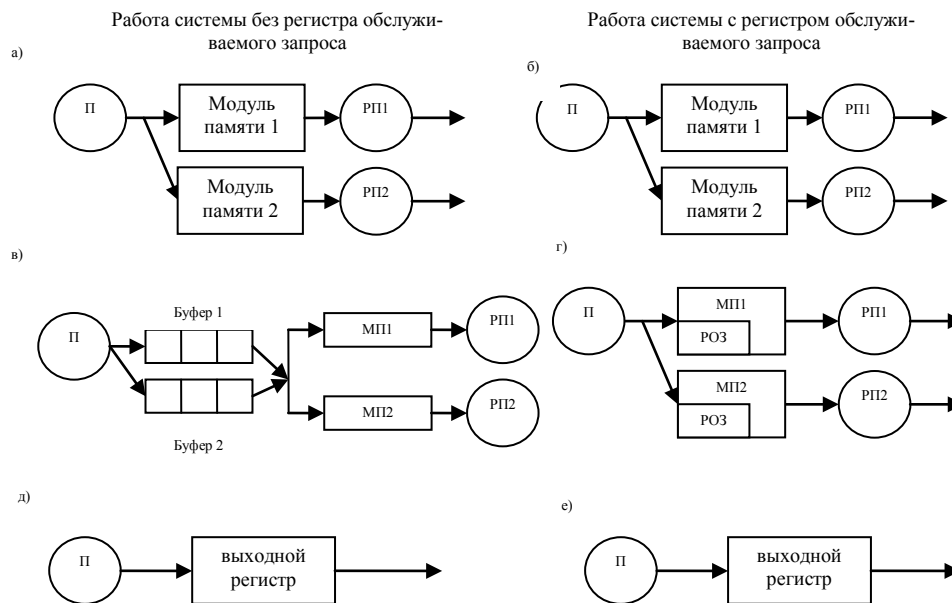 Работа системы без регистра обслужи-
ваемого запроса
Работа системы с регистром обслужи-
ваемого запроса
а)
П
Модуль
памяти 1
РП1
Модуль
памяти 2
РП2
б)
П
Модуль
памяти 1
РП1
Модуль
памяти 2
РП2
в)
П
Буфер 1
Буфер 2
МП1
РП1
МП2
РП2
г)
П
МП1
РОЗ
РП1
МП2
РОЗ
РП2
д)
П
выходной
регистр
е)
П
выходной
регистр